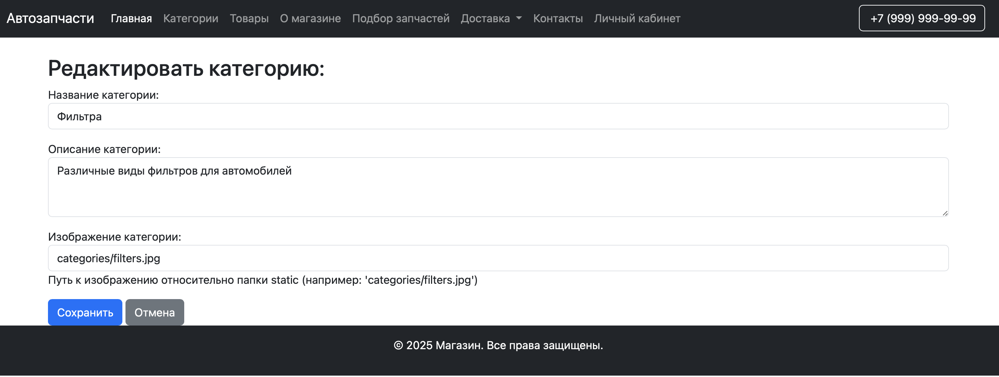 Автозапчасти Главная Категории Товары О магазине Подбор запчастей Доставка Контакты Личный кабинет +7 (999) 999-99-99
Редактировать категорию:
Название категории:
Фильтра
Описание категории:
Различные виды фильтров для автомобилей
Изображение категории:
categories/filters.jpg
Путь к изображению относительно папки static (например: 'categories/filters.jpg')
Сохранить Отмена
© 2025 Магазин. Все права защищены.